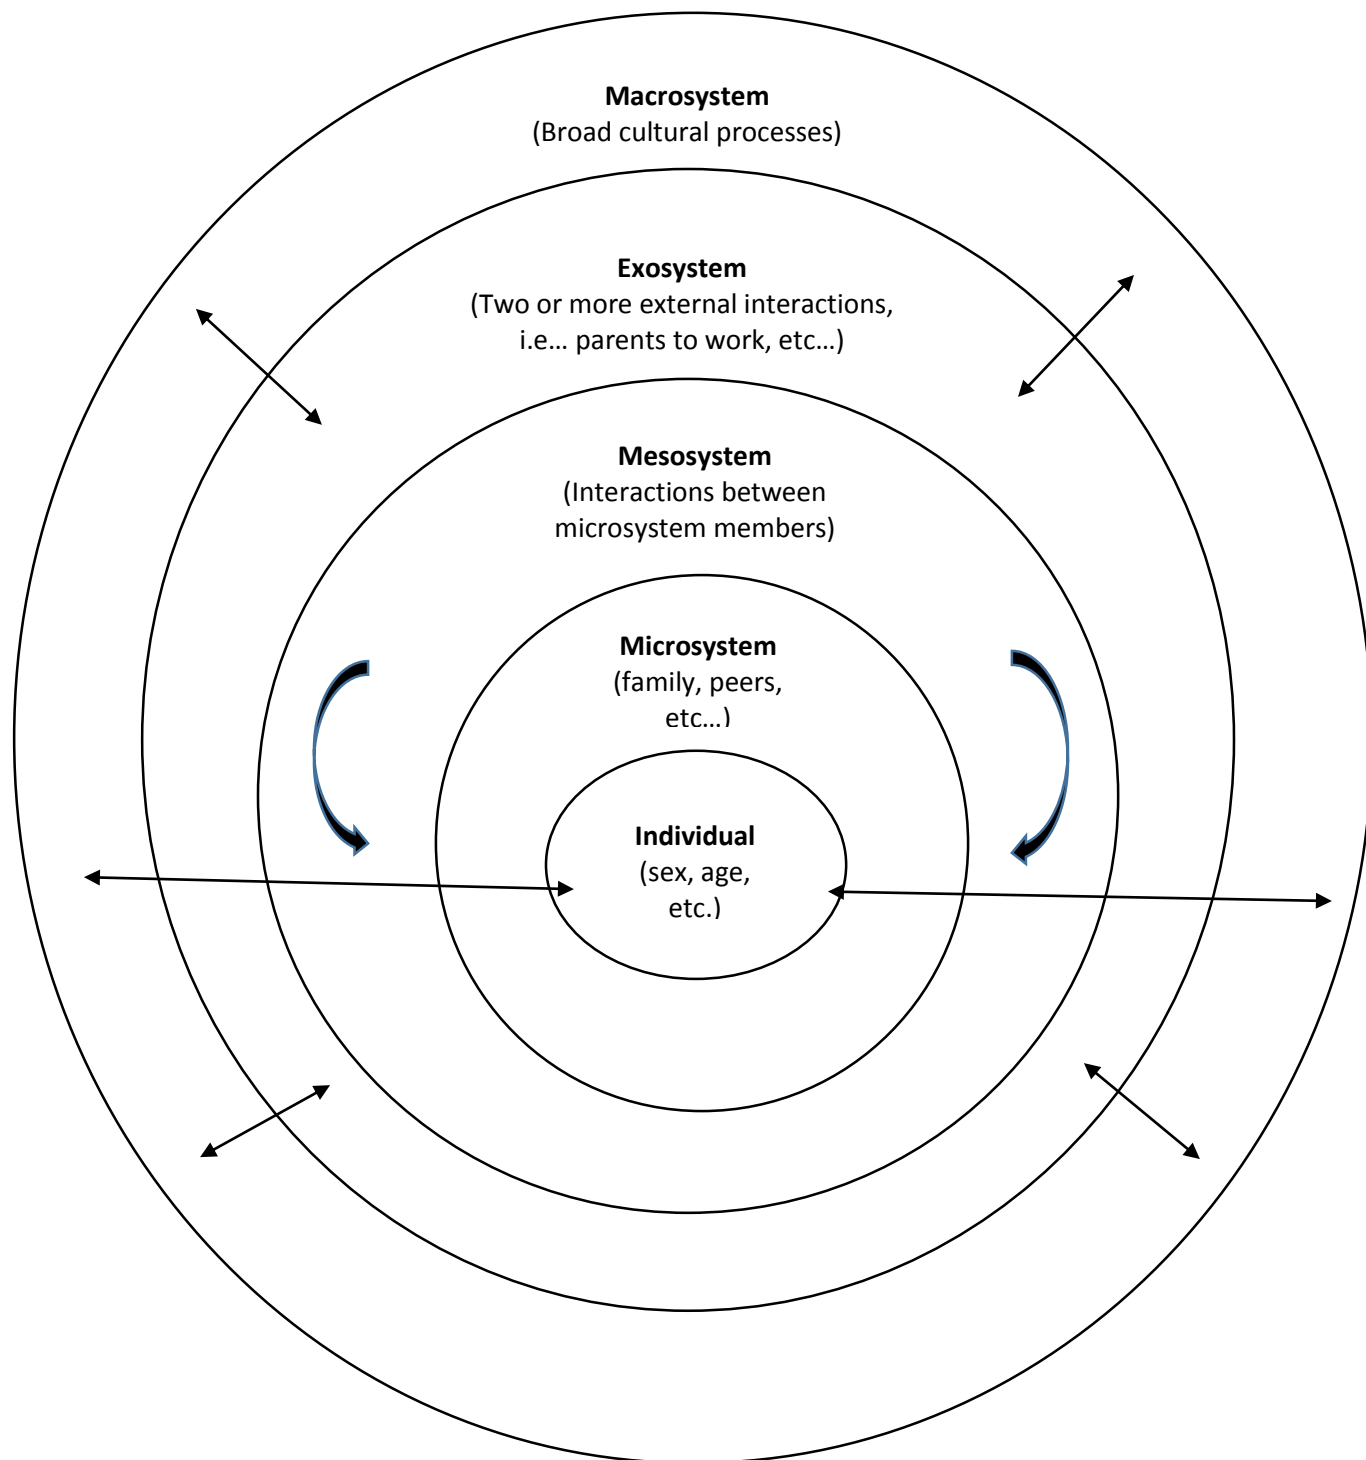 Macrosystem
(Broad cultural processes)
Exosystem
(Two or more external interactions,
i.e... parents to work, etc...)
Mesosystem
(Interactions between
microsystem members)
Microsystem
(family, peers,
etc...)
Individual
(sex, age,
etc.)